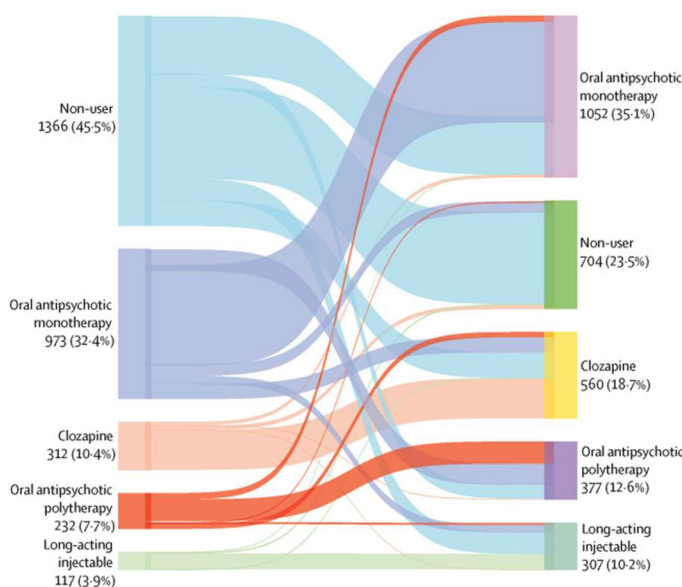 Non-user
1366 (45·5%)
Oral antipsychotic
monotherapy
973 (32·4%)
Clozapine
312 (10·4%)
Oral antipsychotic
polytherapy
232 (7·7%)
Long-acting
injectable
117 (3·9%)
Oral antipsychotic
monotherapy
1052 (35·1%)
Non-user
704 (23·5%)
Clozapine
560 (18·7%)
Oral antipsychotic
polytherapy
377 (12·6%)
Long-acting
injectable
307 (10·2%)